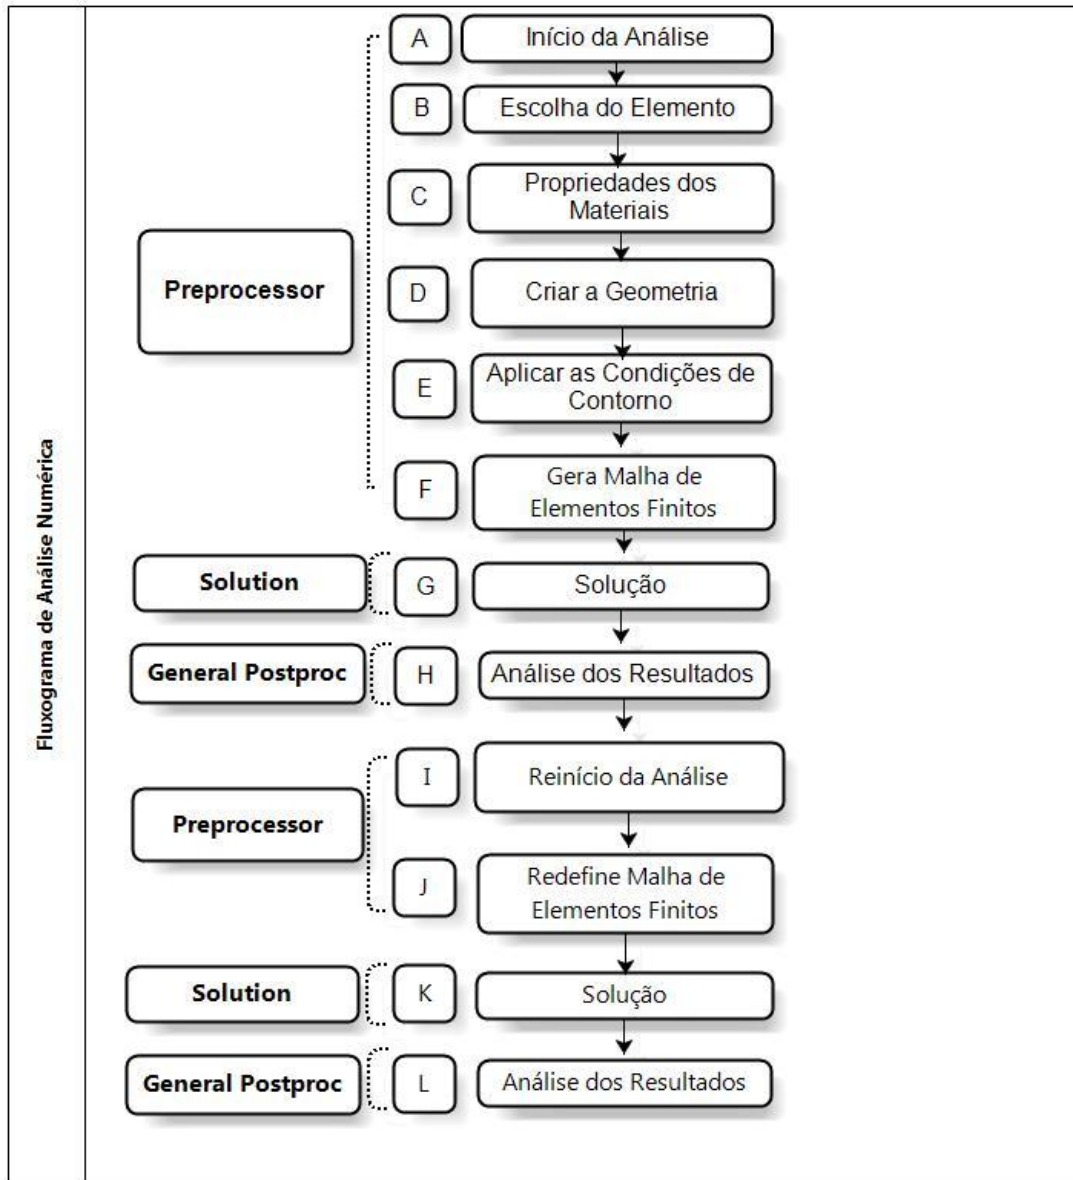 Fluxograma de Análise Numérica
Preprocessor
A
Início da Análise
B
Escolha do Elemento
C
Propriedades dos
Materiais
D
Criar a Geometria
E
Aplicar as Condições de
Contorno
F
Gera Malha de
Elementos Finitos
Solution
G
Solução
General Postproc
H
Análise dos Resultados
Preprocessor
I
Reinício da Análise
J
Redefine Malha de
Elementos Finitos
Solution
K
Solução
General Postproc
L
Análise dos Resultados